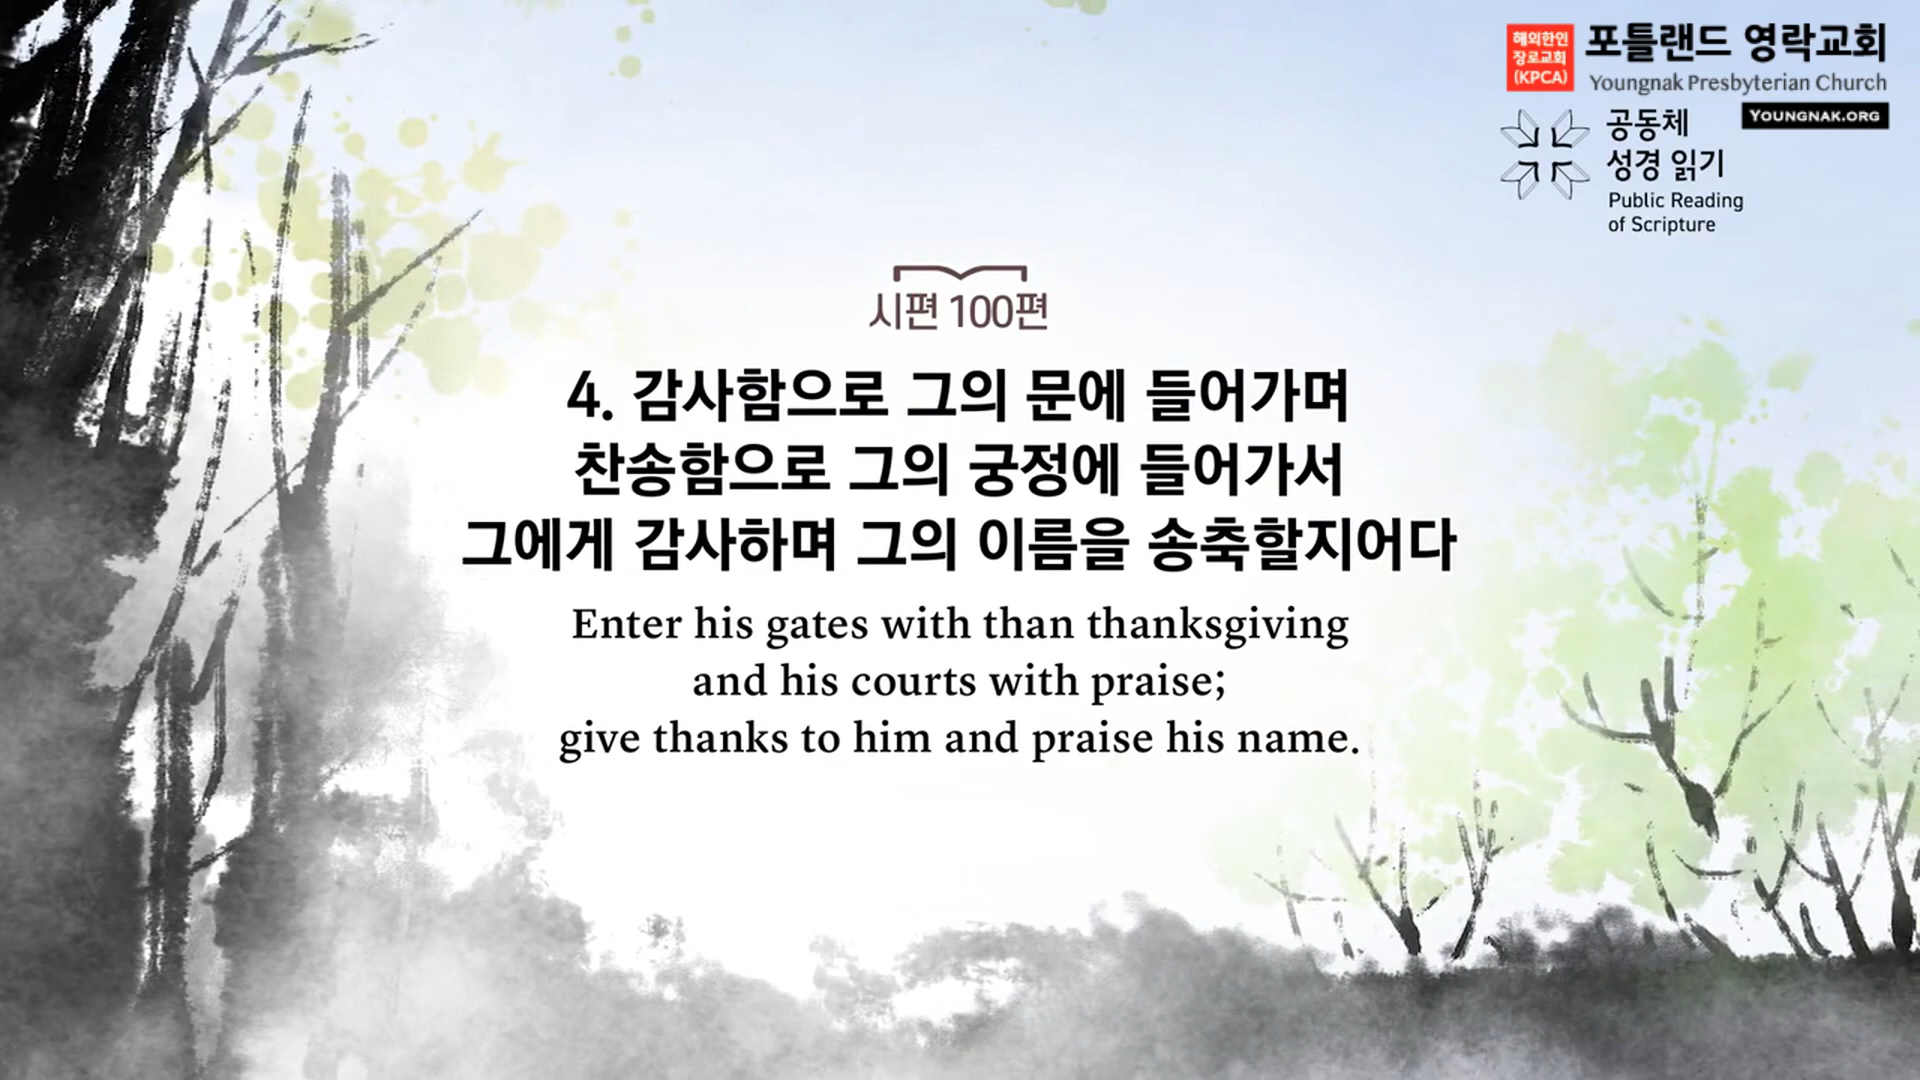 해외한인
장로교회
(KPCA)
포틀랜드 영락교회
Youngnak Presbyterian Church
YOUNGNAK.ORG
공동체
성경 읽기
Public Reading
of Scripture
시편 100편
4. 감사함으로 그의 문에 들어가며
찬송함으로 그의 궁정에 들어가서
그에게 감사하며 그의 이름을 송축할지어다
Enter his gates with than thanksgiving
and his courts with praise;
give thanks to him and praise his name.